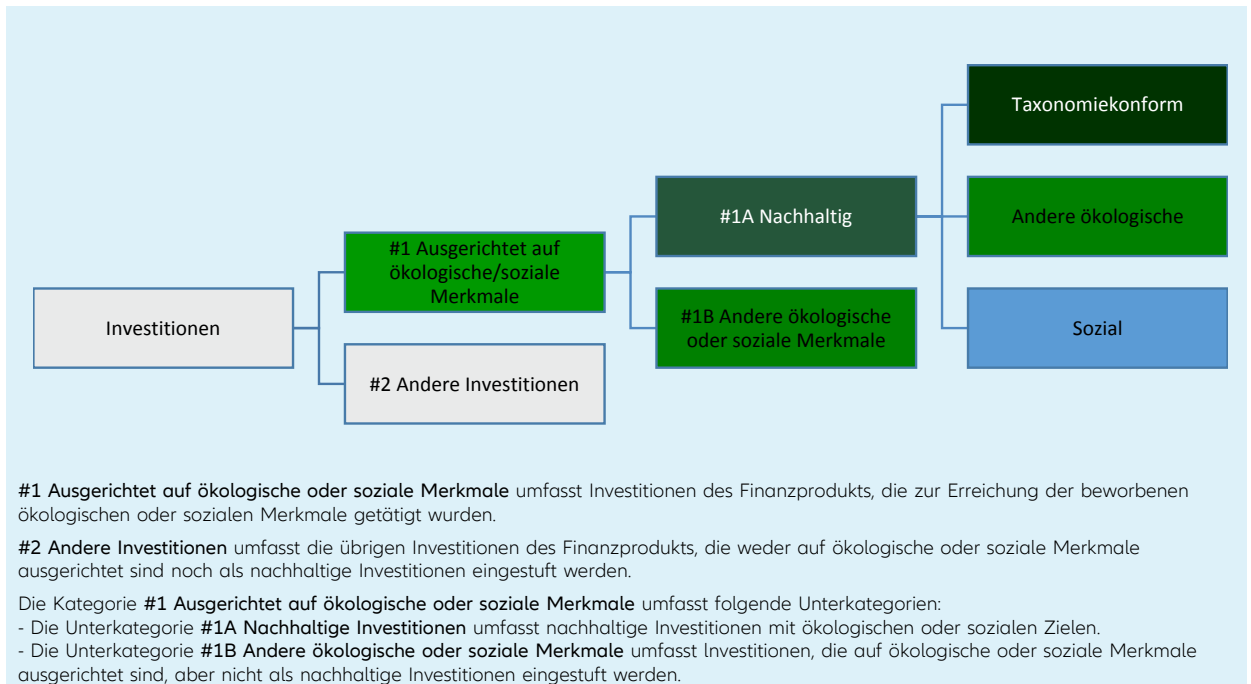 Taxonomiekonform
#1A Nachhaltig
Andere ökologische
#1 Ausgerichtet auf
ökologische/soziale
Merkmale
Investitionen
#1B Andere ökologische
oder soziale Merkmale
Sozial
#2 Andere Investitionen
#1 Ausgerichtet auf ökologische oder soziale Merkmale umfasst Investitionen des Finanzprodukts, die zur Erreichung der beworbenen
ökologischen oder sozialen Merkmale getätigt wurden.
#2 Andere Investitionen umfasst die übrigen Investitionen des Finanzprodukts, die weder auf ökologische oder soziale Merkmale
ausgerichtet sind noch als nachhaltige Investitionen eingestuft werden.
Die Kategorie #1 Ausgerichtet auf ökologische oder soziale Merkmale umfasst folgende Unterkategorien:
- Die Unterkategorie #1A Nachhaltige Investitionen umfasst nachhaltige Investitionen mit ökologischen oder sozialen Zielen.
- Die Unterkategorie #1B Andere ökologische oder soziale Merkmale umfasst Investitionen, die auf ökologische oder soziale Merkmale
ausgerichtet sind, aber nicht als nachhaltige Investitionen eingestuft werden.